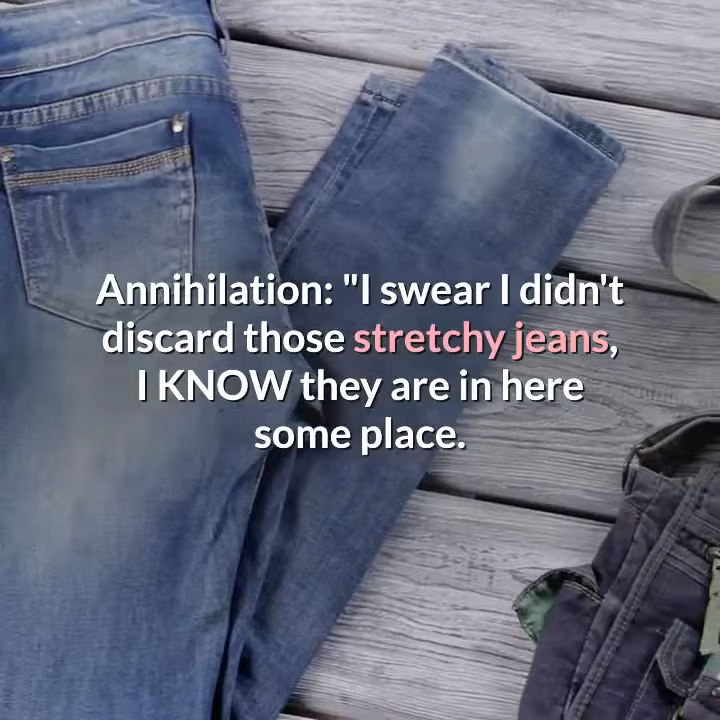 Annihilation: "I swear I didn't
discard those stretchy jeans,
I KNOW they are in here
some place.